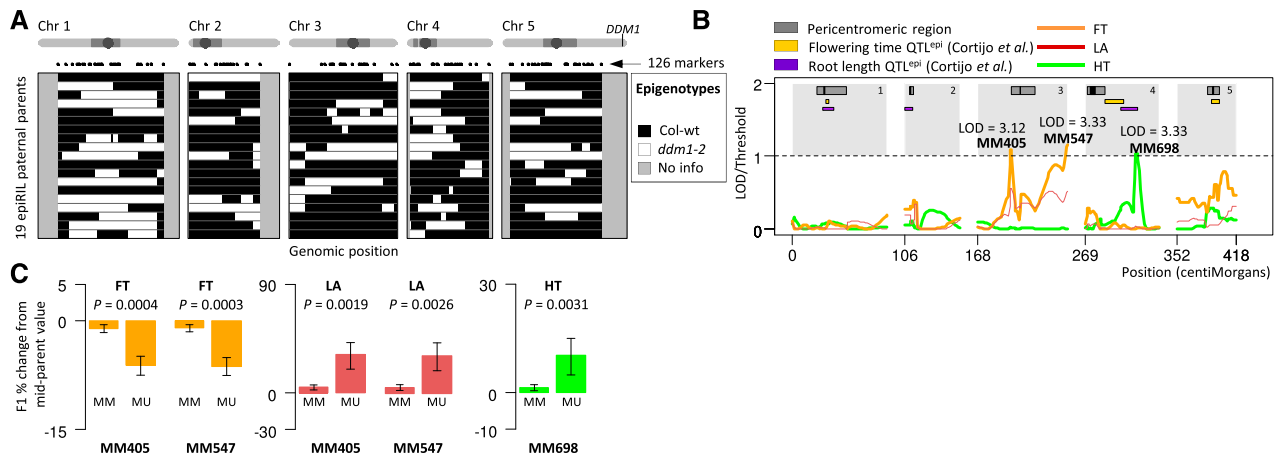 A
Chr 1
Chr 2
Chr 3
Chr 4
Chr 5
DDM1
126 markers
19 epiRIL paternal parents
Epigenotypes
Col-wt
ddm1-2
No info
Genomic position
B
Pericentromeric region
Flowering time QTLepi (Cortijo et al.)
Root length QTLepi (Cortijo et al.)
FT
LA
HT
LOD/Threshold
2
1
0
1
2
3
4
5
LOD = 3.12
MM405
LOD = 3.33
MM547
LOD = 3.33
MM698
0
106
168
269
352
418
Position (centiMorgans)
C
F1 % change from
mid-parent value
5
0
-15
FT
P = 0.0004
MM
MU
MM405
FT
P = 0.0003
MM
MU
MM547
90
0
-30
LA
P = 0.0019
MM
MU
MM405
LA
P = 0.0026
MM
MU
MM547
30
0
-10
HT
P = 0.0031
MM
MU
MM698